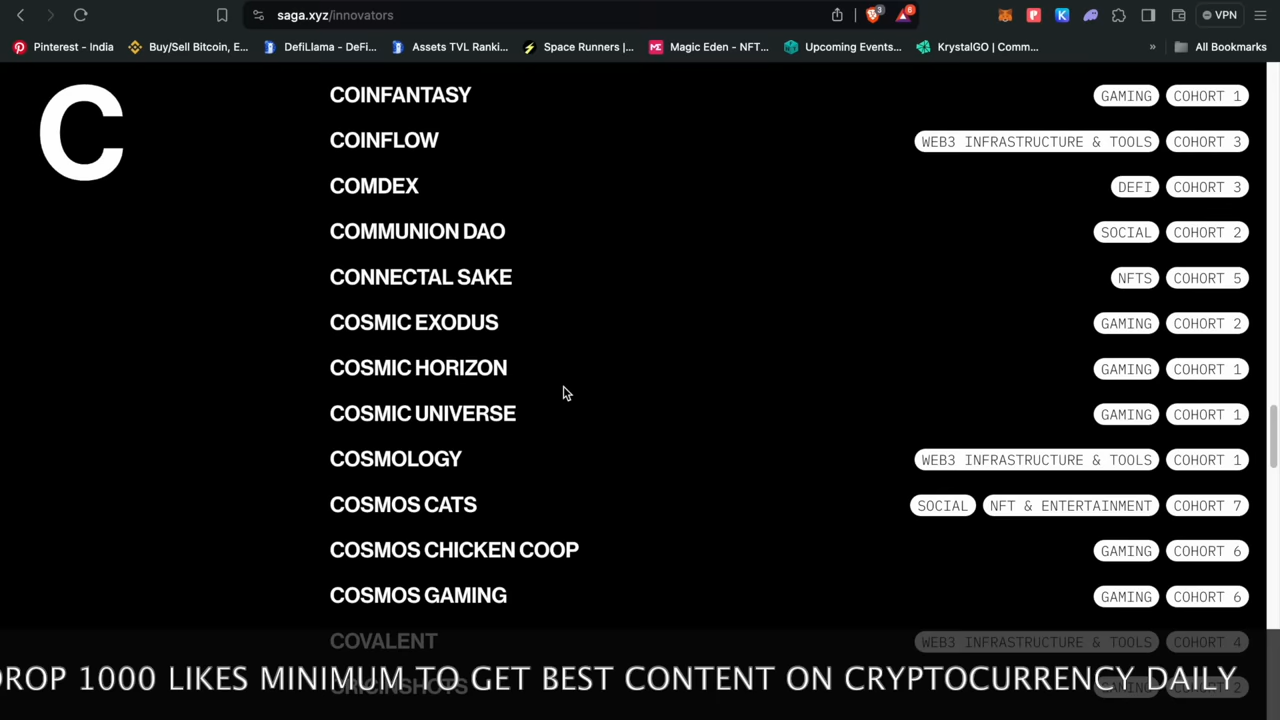 saga.xyz/innovators
3
6
VPN
Pinterest - India
Buy/Sell Bitcoin, E...
DefiLlama - DeFi...
Assets TVL Ranki...
Space Runners |...
Magic Eden - NFT...
Upcoming Events...
KrystalGO | Comm...
»
All Bookmarks
C
COINFANTASY GAMING COHORT 1
COINFLOW WEB3 INFRASTRUCTURE & TOOLS COHORT 3
COMDEX DEFI COHORT 3
COMMUNION DAO SOCIAL COHORT 2
CONNECTAL SAKE NFTS COHORT 5
COSMIC EXODUS GAMING COHORT 2
COSMIC HORIZON GAMING COHORT 1
COSMIC UNIVERSE GAMING COHORT 1
COSMOLOGY WEB3 INFRASTRUCTURE & TOOLS COHORT 1
COSMOS CATS SOCIAL NFT & ENTERTAINMENT COHORT 7
COSMOS CHICKEN COOP GAMING COHORT 6
COSMOS GAMING GAMING COHORT 6
COVALENT WEB3 INFRASTRUCTURE & TOOLS COHORT 4
DROP 1000 LIKES MINIMUM TO GET BEST CONTENT ON CRYPTOCURRENCY DAILY